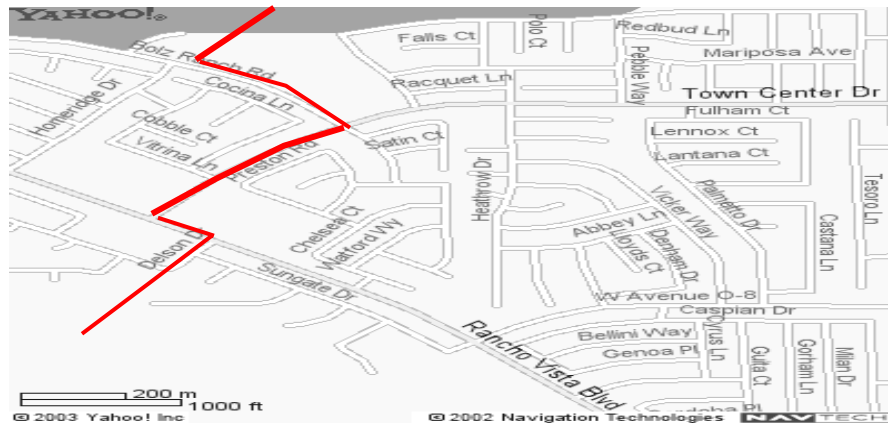 YAHOO!®
Bolz Ranch Rd
Falls Ct
Polo Ct
Redbud Ln
Mariposa Ave
Pebble Way
Racquet Ln
Town Center Dr
Fulham Ct
Homeridge Dr
Cocina Ln
Cobble Ct
Vitrina Ln
Preston Rd
Satin Ct
Lennox Ct
Lantana Ct
Heathrow Dr
Vicker Way
Palmetto Dr
Tesoro Ln
Castana Ln
Chelsea Ct
Watford Wy
Abbey Ln
Lloyds Ct
Denham Dr
Delson Dr
Sungate Dr
W Avenue O-8
Caspian Dr
Rancho Vista Blvd
Bellini Way
Genoa Pl
Cyrus Ln
Guita Ct
Gorham Ln
Milan Dr
200 m
1000 ft
© 2003 Yahoo! Inc
© 2002 Navigation Technologies
NAVTECH